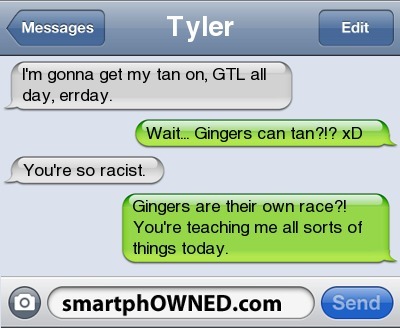 Messages
Tyler
Edit
I'm gonna get my tan on, GTL all
day, errday.
Wait... Gingers can tan?!? xD
You're so racist.
Gingers are their own race?!
You're teaching me all sorts of
things today.
smartphOWNED.com
Send